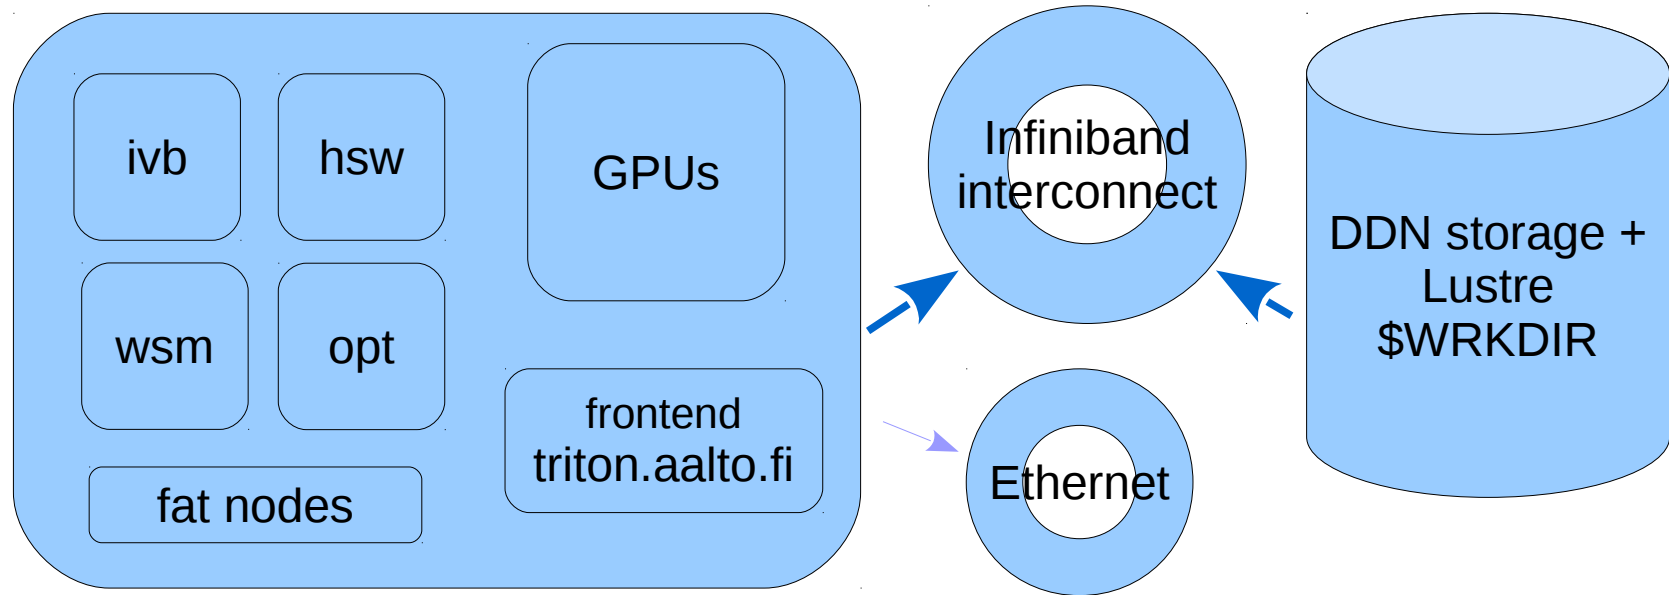 ivb
hsw
GPUs
wsm
opt
frontend
triton.aalto.fi
fat nodes
Infiniband
interconnect
Ethernet
DDN storage +
Lustre
$WRKDIR